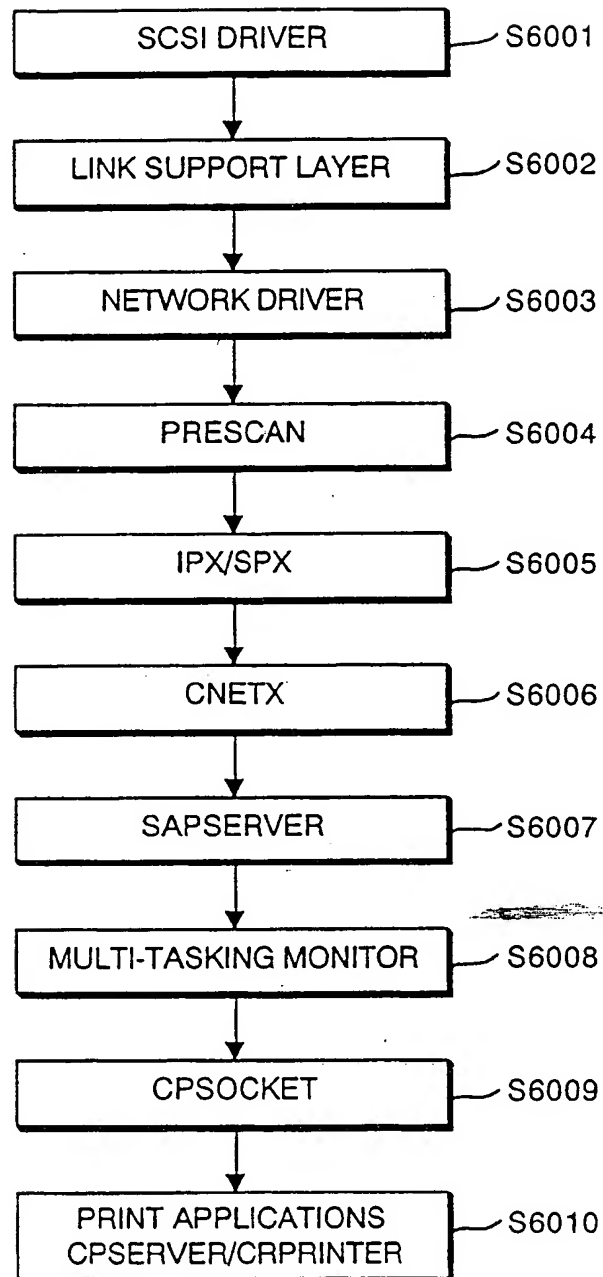 SCSI DRIVER S6001
LINK SUPPORT LAYER S6002
NETWORK DRIVER S6003
PRESCAN S6004
IPX/SPX S6005
CNETX S6006
SAPSERVER S6007
MULTI-TASKING MONITOR S6008
CPSOCKET S6009
PRINT APPLICATIONS S6010
CPSERVER/CRPRINTER